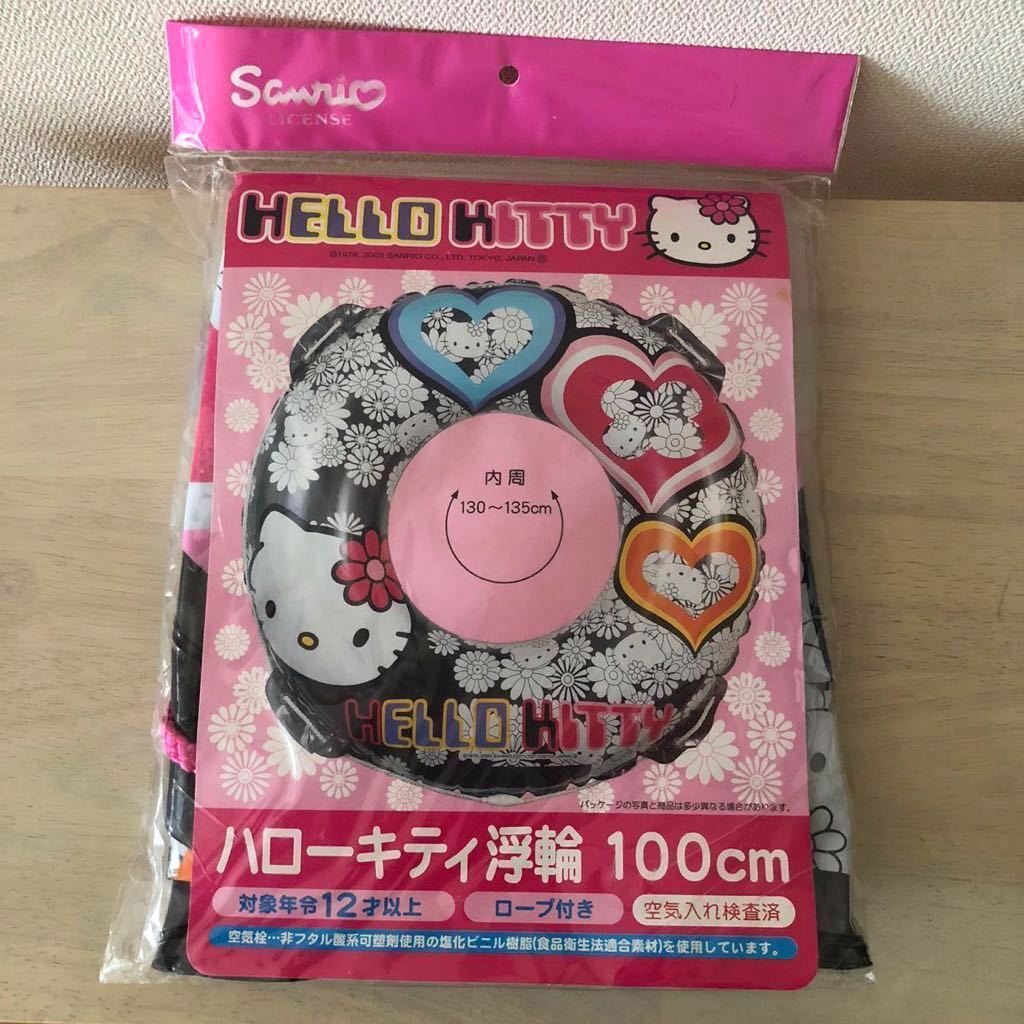 Sanrio
LICENSE
HELLO KITTY
©1976, 2005 SANRIO CO., LTD. TOKYO, JAPAN Ⓛ
内周
130～135cm
HELLO KITTY
パッケージの写真と商品は多少異なる場合があります。
ハローキティ浮輪 100cm
対象年令12才以上
ロープ付き
空気入れ検査済
空気栓…非フタル酸系可塑剤使用の塩化ビニル樹脂(食品衛生法適合素材)を使用しています。